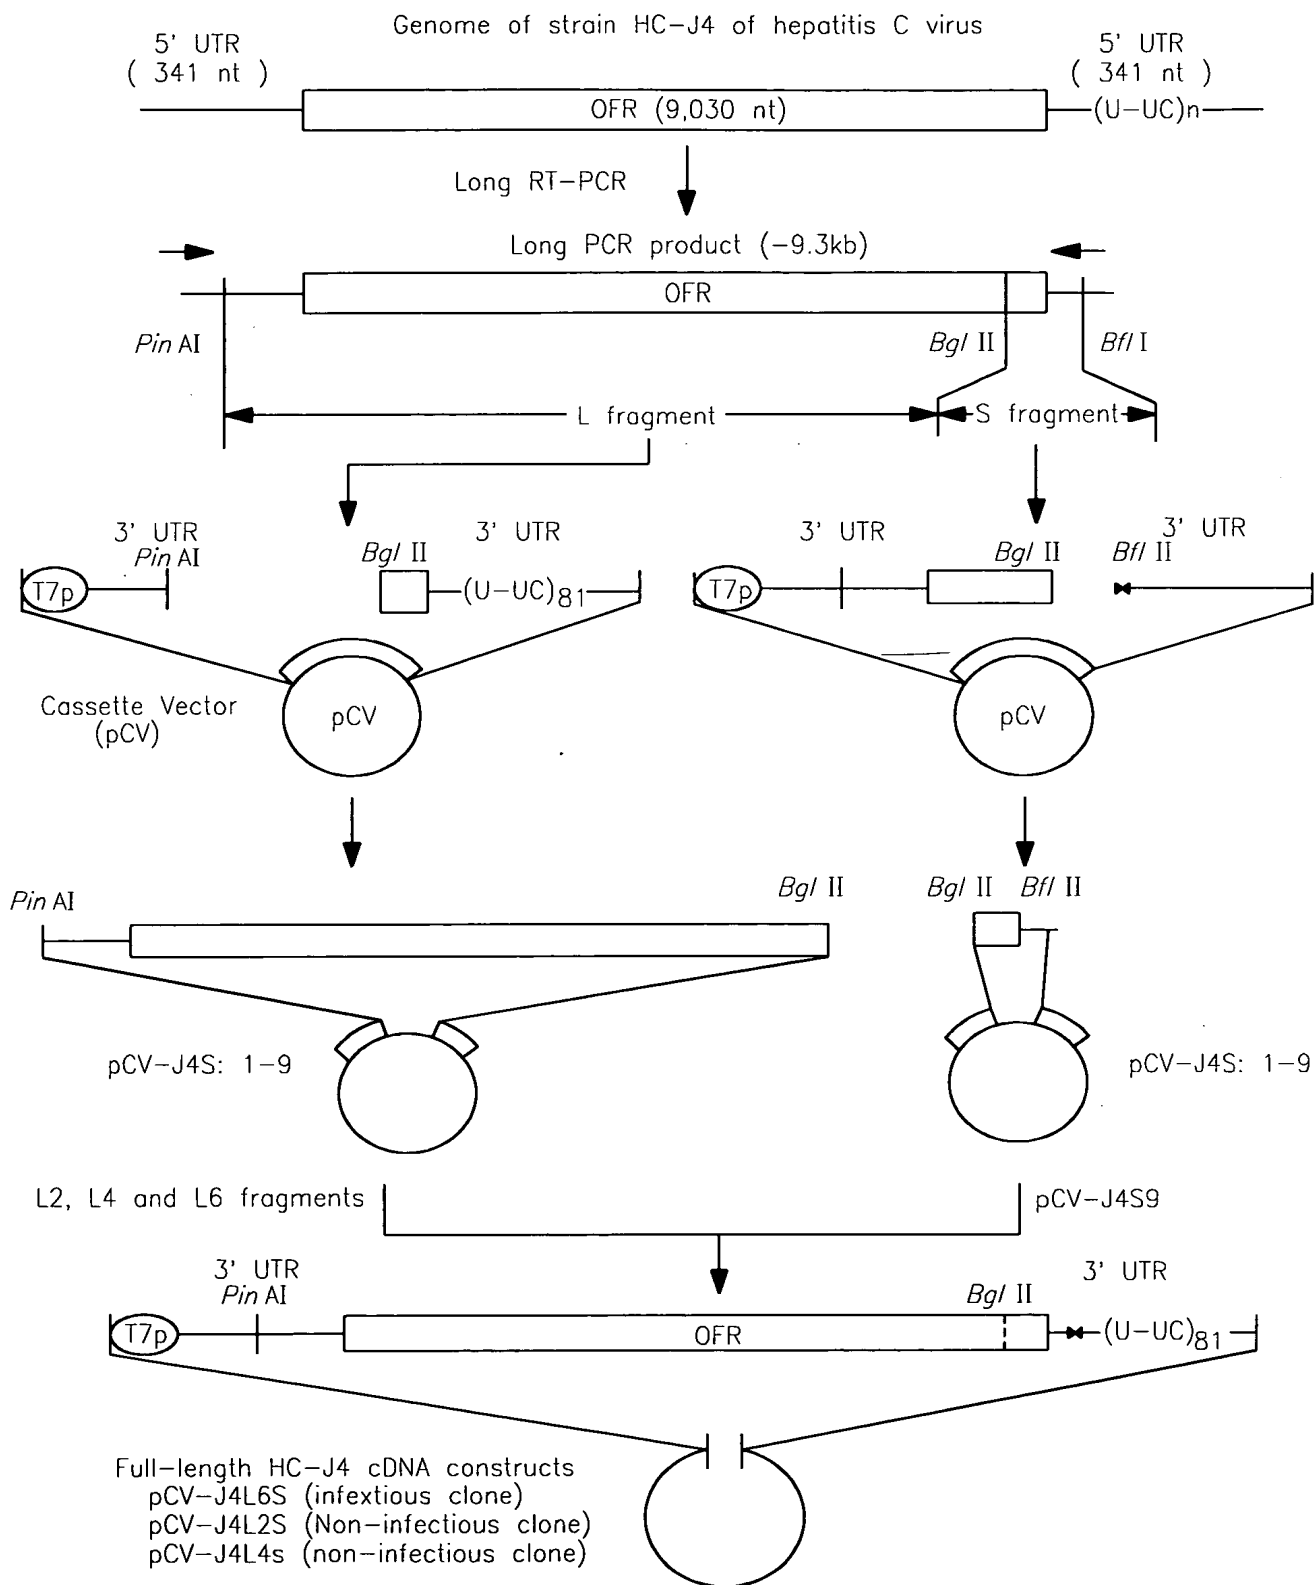 Genome of strain HC-J4 of hepatitis C virus
5' UTR
( 341 nt )
5' UTR
( 341 nt )
OFR (9,030 nt)
(U-UC)n
Long RT-PCR
Long PCR product (-9.3kb)
OFR
Pin AI
Bgl II
Bfl I
L fragment
S fragment
3' UTR
Pin AI
Bgl II
3' UTR
T7p
(U-UC)81
3' UTR
Bgl II
Bfl II
3' UTR
T7p
Cassette Vector
(pCV)
pCV
pCV
Pin AI
Bgl II
Bgl II
Bfl II
pCV-J4S: 1-9
pCV-J4S: 1-9
L2, L4 and L6 fragments
pCV-J4S9
3' UTR
Pin AI
Bgl II
3' UTR
T7p
OFR
(U-UC)81
Full-length HC-J4 cDNA constructs
pCV-J4L6S (infextious clone)
pCV-J4L2S (Non-infectious clone)
pCV-J4L4s (non-infectious clone)